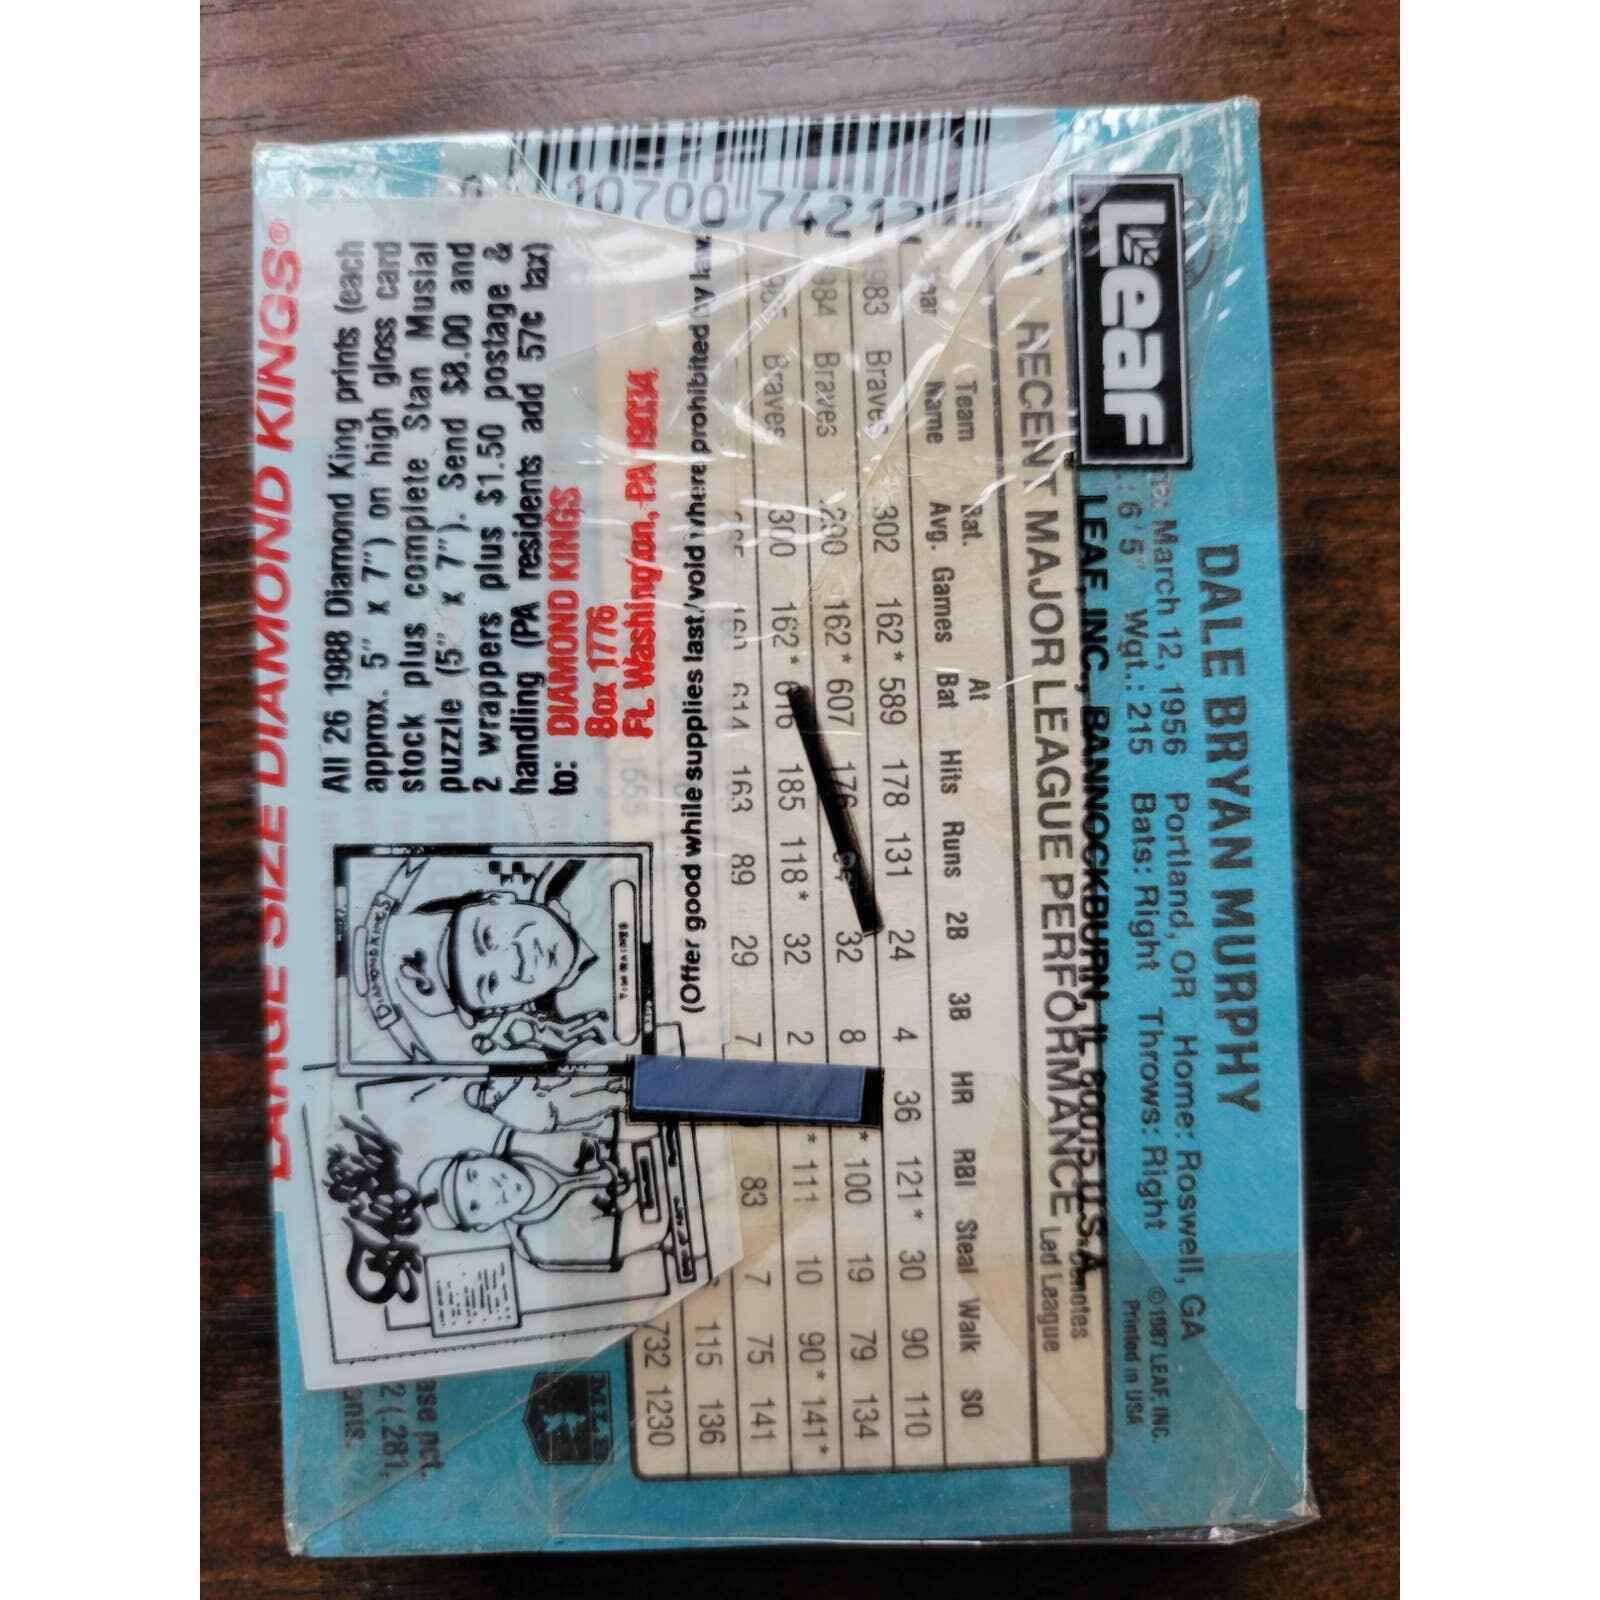 LARGE SIZE DIAMOND KINGS®
All 26 1988 Diamond King prints (each
approx. 5" x 7") on high gloss card
stock plus complete Stan Musial
puzzle (5" x 7"). Send $8.00 and
2 wrappers plus $1.50 postage &
handling (PA residents add 57¢ tax)
to: DIAMOND KINGS
Box 1776
Ft. Washington, PA 19034
(Offer good while supplies last/void where prohibited by law.
10700 74212
Leaf
LEAF, INC., BANNOCKBURN, IL 60015 U.S.A.
DALE BRYAN MURPHY
March 12, 1956 Portland, OR Home: Roswell, GA
6'5" Wgt.: 215 Bats: Right Throws: Right
©1987 LEAF, INC.
Printed in USA
RECENT MAJOR LEAGUE PERFORMANCE
Led League
Team Name Bat. Avg. Games At Bat Hits Runs 2B 3B HR RBI Steal Walk SO
983 Braves 302 162* 589 178 131 24 4 36 121* 30 90 110
984 Braves 290 162* 607 176 32 8 * 100 19 79 134
Braves 300 162* 616 185 118* 32 2 * 111 10 90* 141*
614 163 89 29 7 83 7 75 141
115 136
732 1230
MLB
DIAMOND KINGS